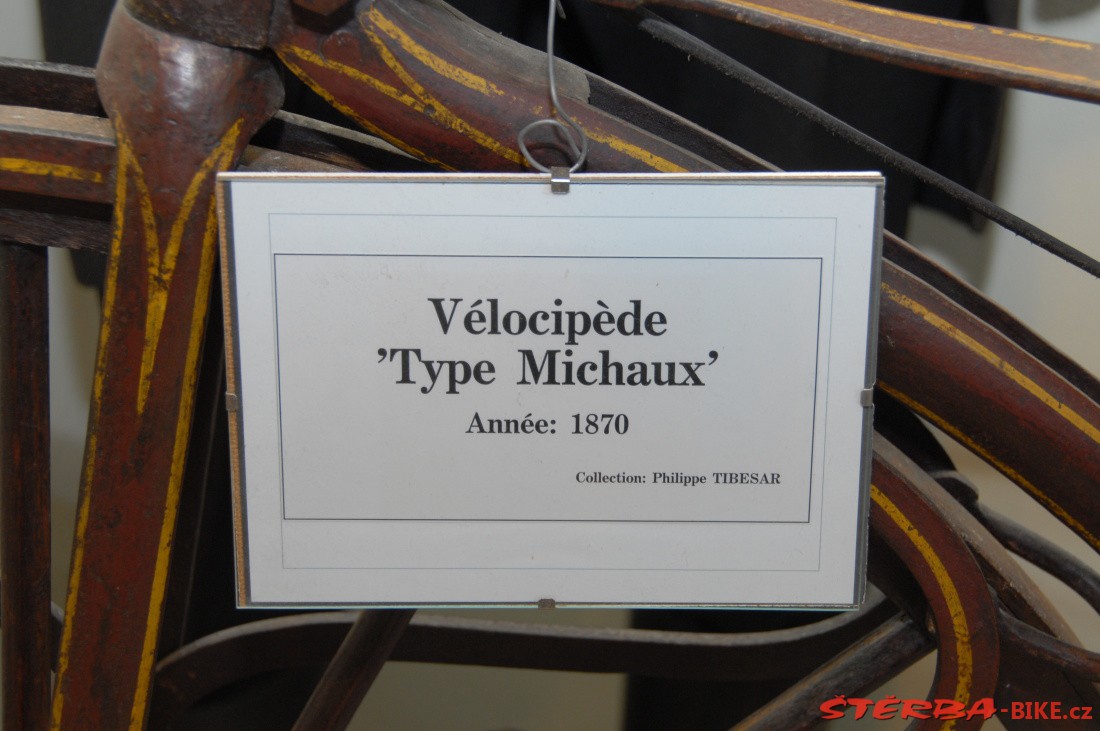 Vélocipède
’Type Michaux’
Année: 1870
Collection: Philippe TIBESAR
ŠTĚRBA-BIKE.cz